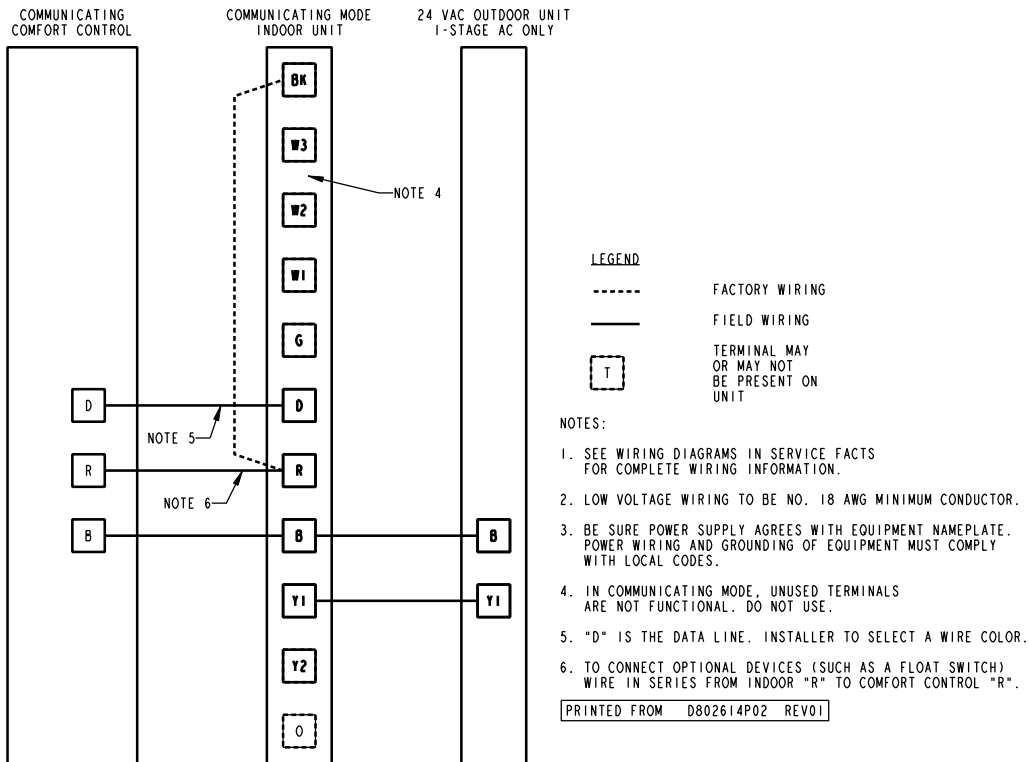 COMMUNICATING
COMFORT CONTROL
COMMUNICATING MODE
INDOOR UNIT
24 VAC OUTDOOR UNIT
1-STAGE AC ONLY
BK
W3
NOTE 4
W2
W1
G
D
D
NOTE 5
R
R
NOTE 6
B
B
B
Y1
Y1
Y2
O
LEGEND
FACTORY WIRING
FIELD WIRING
T
TERMINAL MAY
OR MAY NOT
BE PRESENT ON
UNIT
NOTES:
1. SEE WIRING DIAGRAMS IN SERVICE FACTS
FOR COMPLETE WIRING INFORMATION.
2. LOW VOLTAGE WIRING TO BE NO. 18 AWG MINIMUM CONDUCTOR.
3. BE SURE POWER SUPPLY AGREES WITH EQUIPMENT NAMEPLATE.
POWER WIRING AND GROUNDING OF EQUIPMENT MUST COMPLY
WITH LOCAL CODES.
4. IN COMMUNICATING MODE, UNUSED TERMINALS
ARE NOT FUNCTIONAL. DO NOT USE.
5. "D" IS THE DATA LINE. INSTALLER TO SELECT A WIRE COLOR.
6. TO CONNECT OPTIONAL DEVICES (SUCH AS A FLOAT SWITCH)
WIRE IN SERIES FROM INDOOR "R" TO COMFORT CONTROL "R".
PRINTED FROM D802614P02 REV01